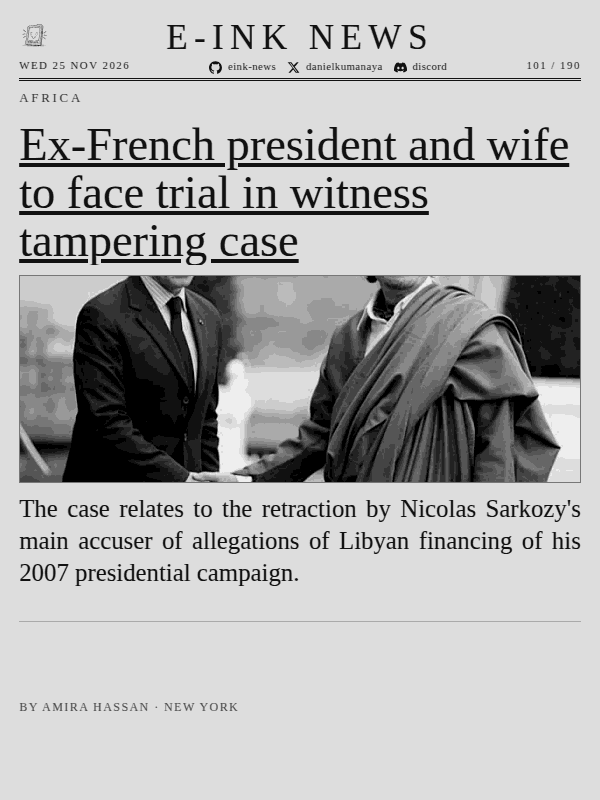 E-INK NEWS
WED 25 NOV 2026
eink-news
danielkumanaya
discord
101 / 190
AFRICA
Ex-French president and wife
to face trial in witness
tampering case
The case relates to the retraction by Nicolas Sarkozy's
main accuser of allegations of Libyan financing of his
2007 presidential campaign.
BY AMIRA HASSAN · NEW YORK